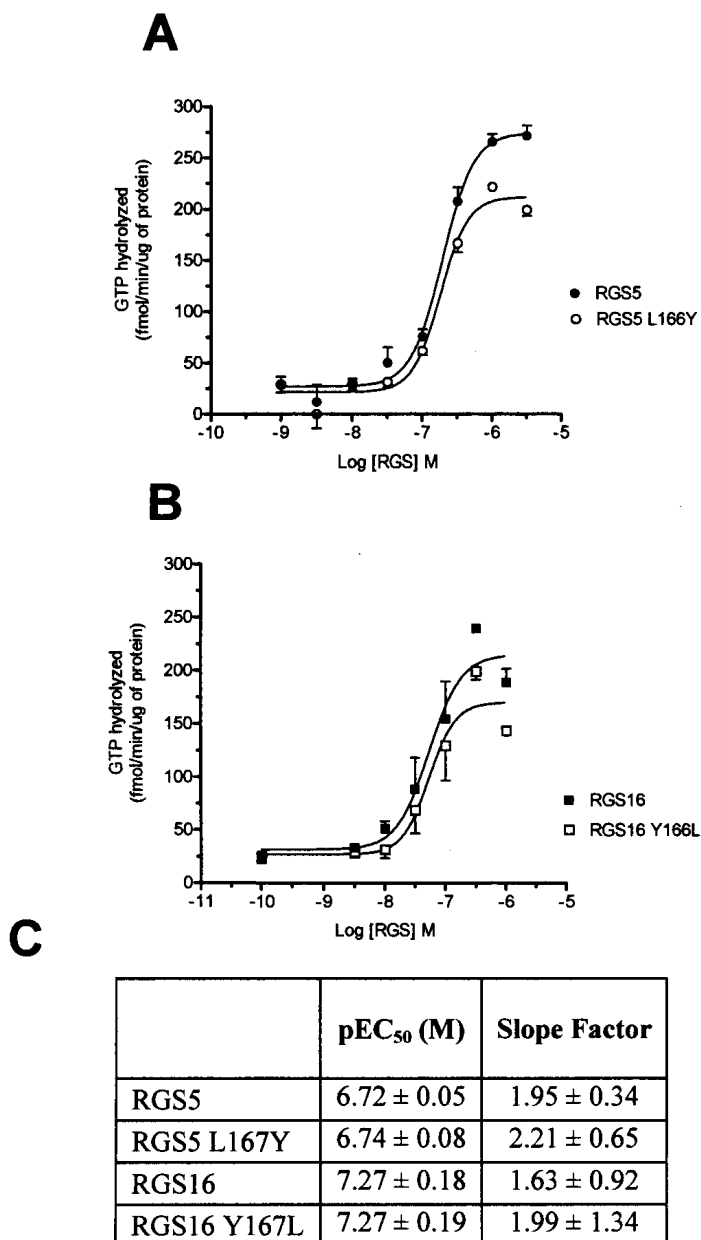 A
300
250
200
150
100
50
0
GTP hydrolyzed
(fmol/min/ug of protein)
-10 -9 -8 -7 -6 -5
Log [RGS] M
RGS5
RGS5 L166Y
B
300
250
200
150
100
50
0
GTP hydrolyzed
(fmol/min/ug of protein)
-11 -10 -9 -8 -7 -6 -5
Log [RGS] M
RGS16
RGS16 Y166L
C
pEC₅₀ (M) Slope Factor
RGS5 6.72 ± 0.05 1.95 ± 0.34
RGS5 L167Y 6.74 ± 0.08 2.21 ± 0.65
RGS16 7.27 ± 0.18 1.63 ± 0.92
RGS16 Y167L 7.27 ± 0.19 1.99 ± 1.34